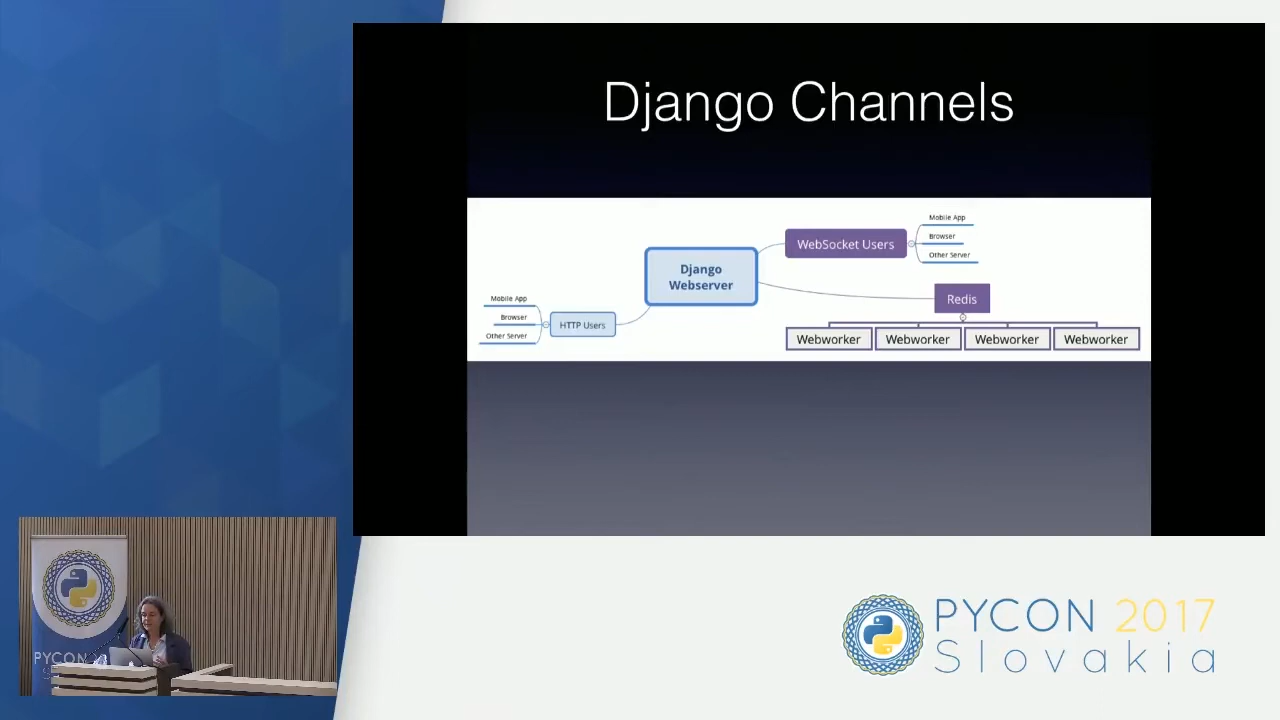 Django Channels
Mobile App
Browser
Other Server
WebSocket Users
Django
Webserver
Redis
Mobile App
Browser
Other Server
HTTP Users
Webworker
Webworker
Webworker
Webworker
PYCON
PYCON 2017
Slovakia